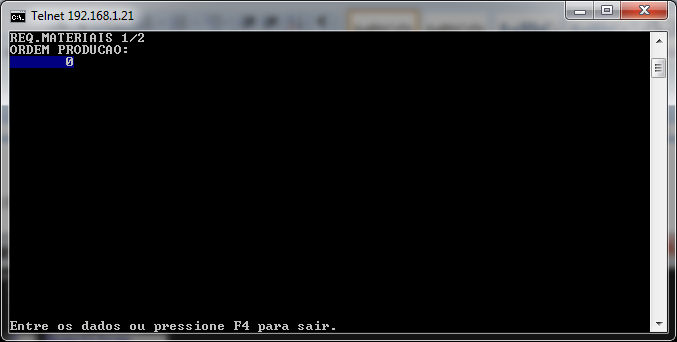 Telnet 192.168.1.21
REQ.MATERIAIS 1/2
ORDEM PRODUCAO:
0
Entre os dados ou pressione F4 para sair.